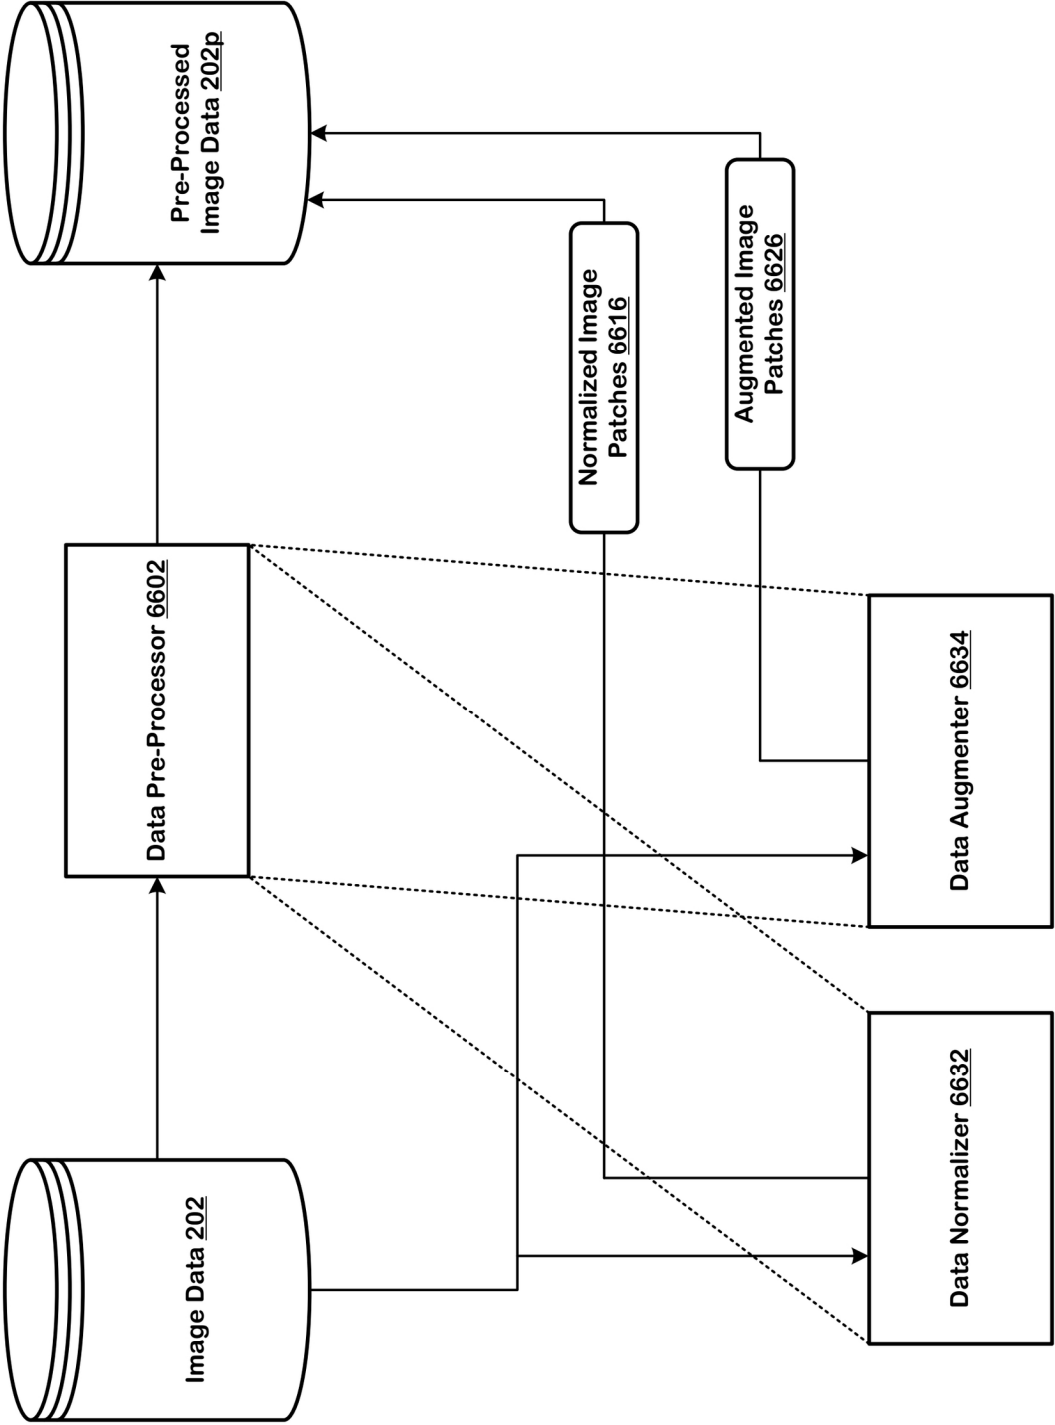 Image Data 202
Data Pre-Processor 6602
Pre-Processed
Image Data 202p
Normalized Image
Patches 6616
Augmented Image
Patches 6626
Data Normalizer 6632
Data Augmenter 6634